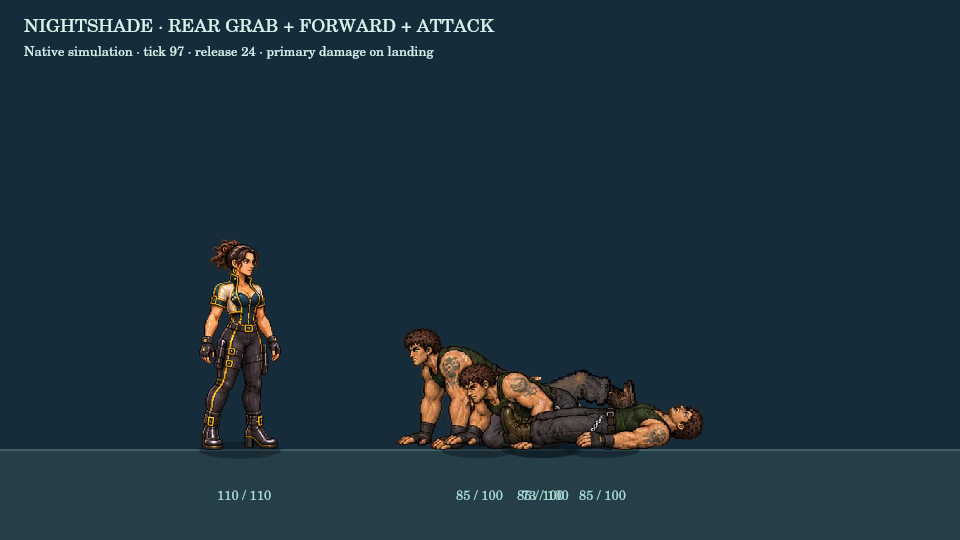 NIGHTSHADE · REAR GRAB + FORWARD + ATTACK
Native simulation · tick 97 · release 24 · primary damage on landing
110 / 110 85 / 100 85 / 100